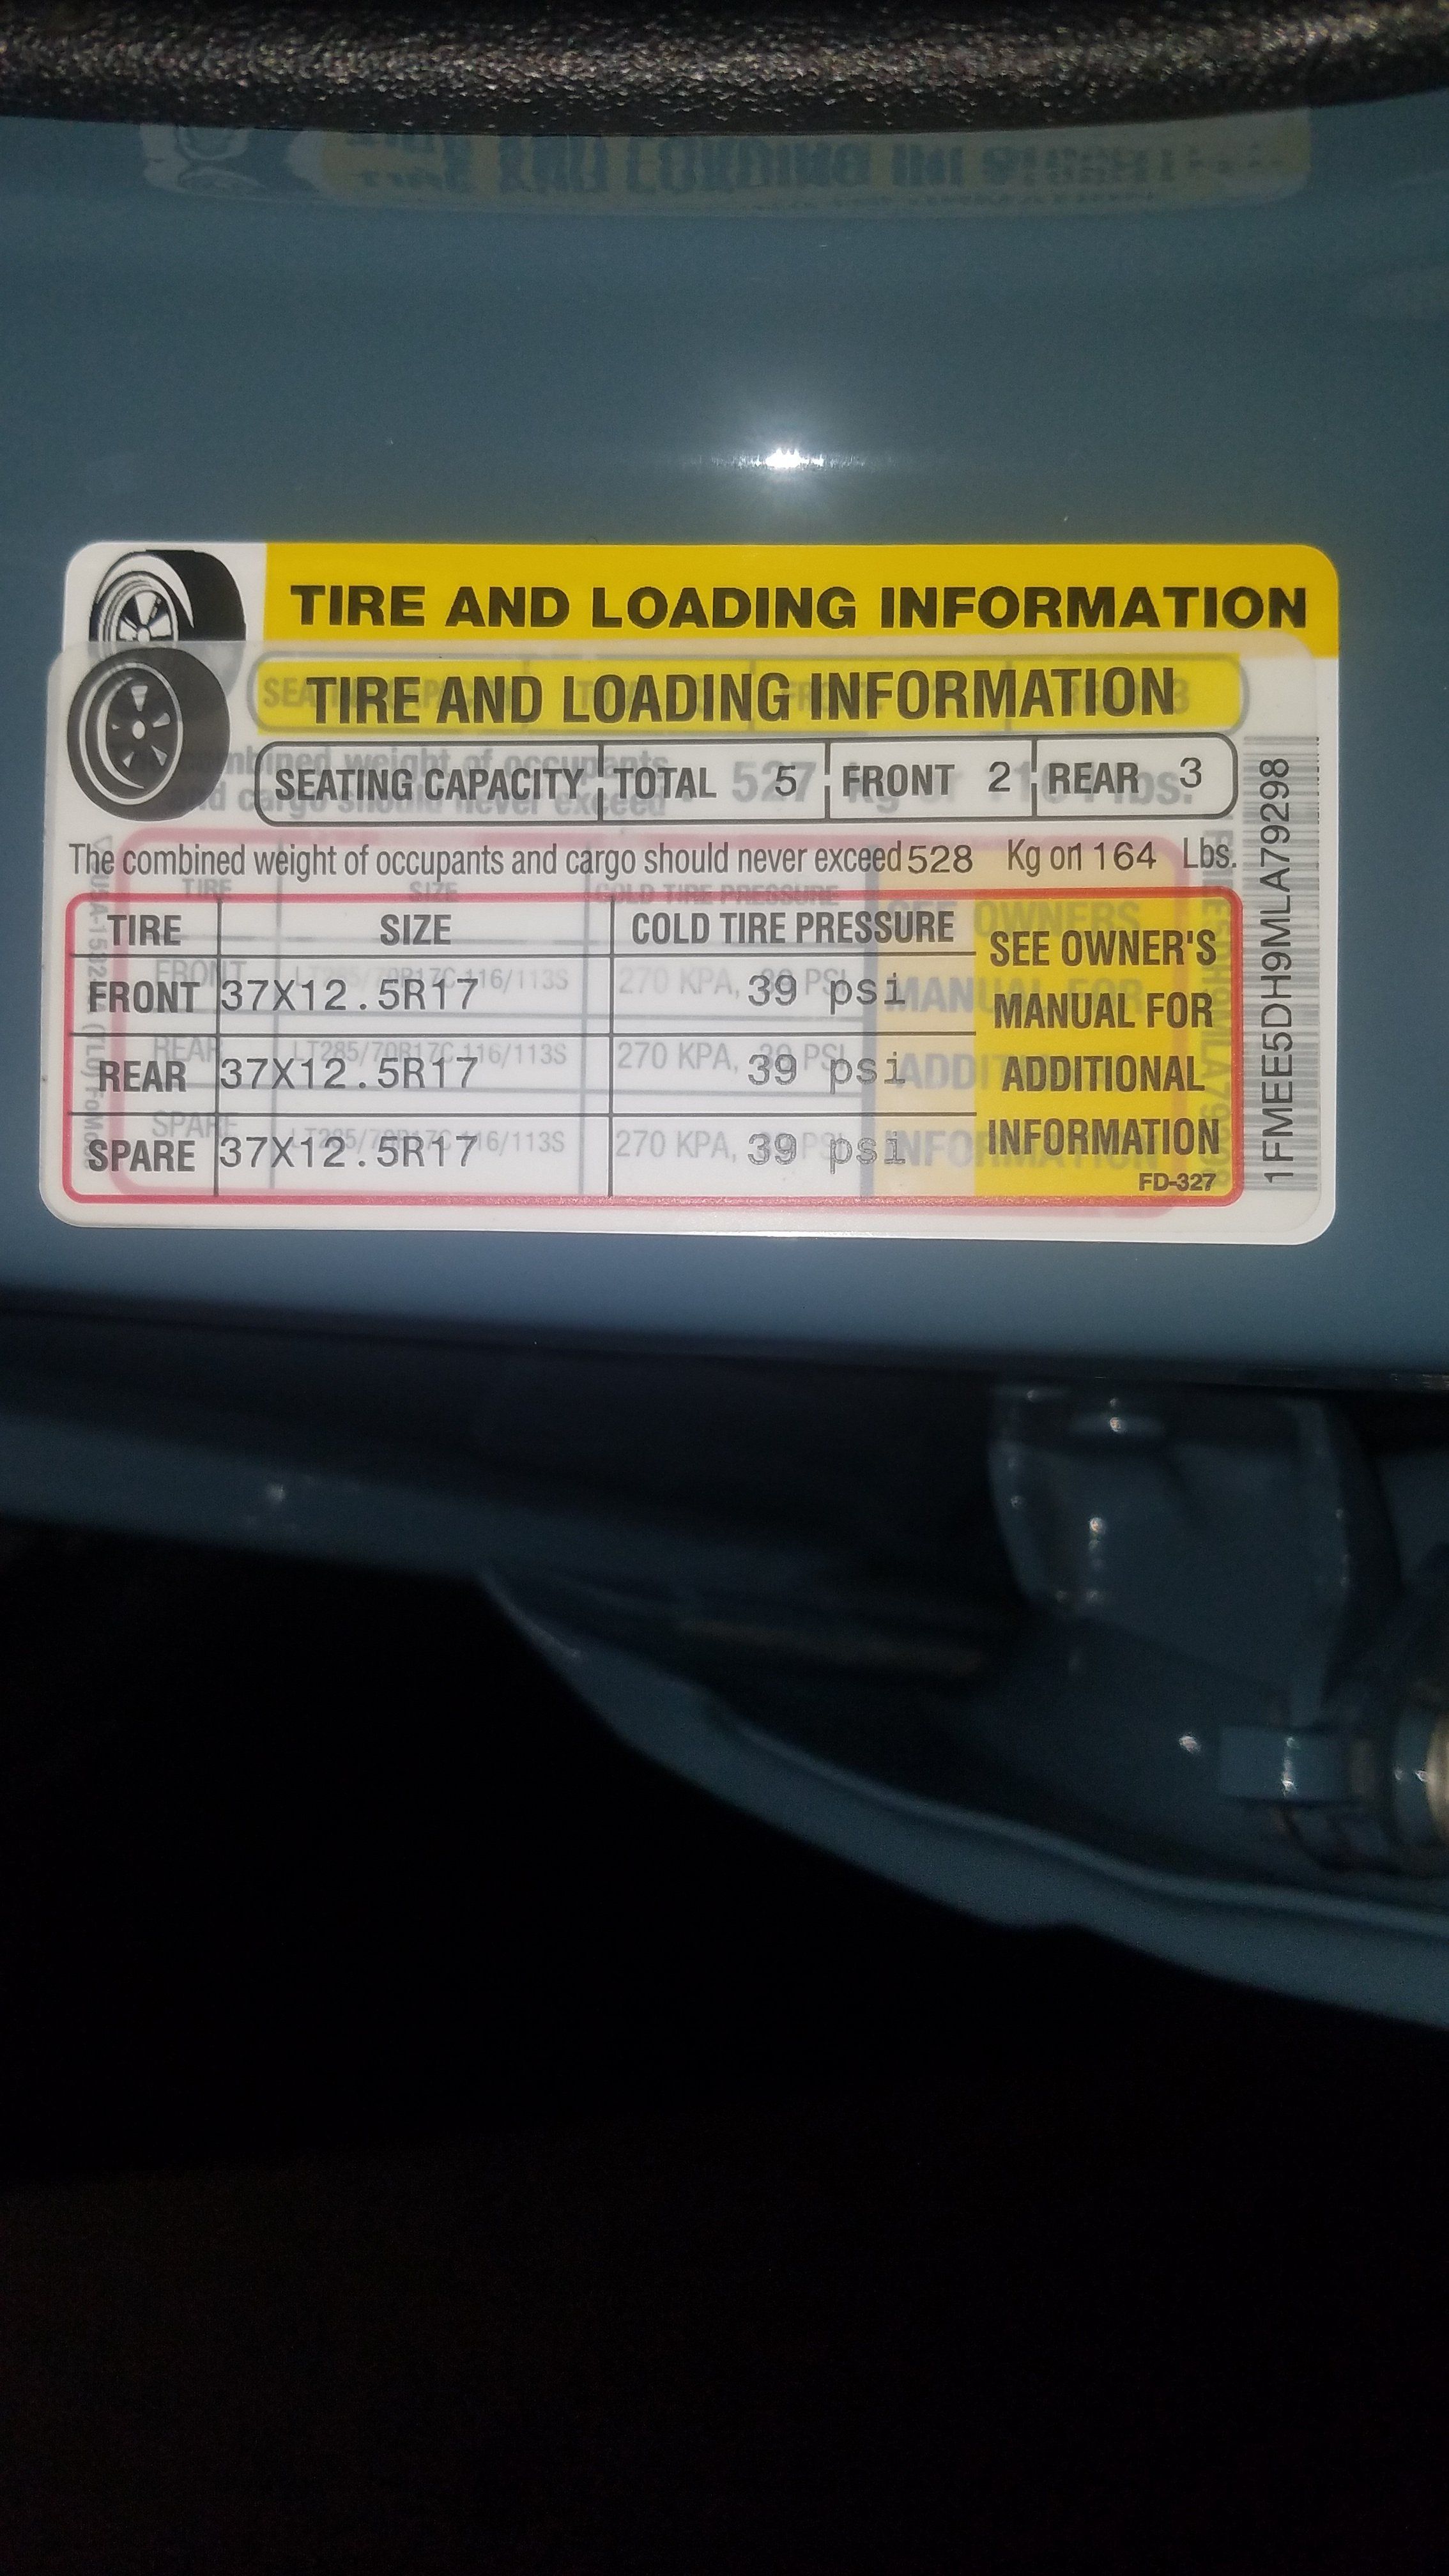 TIRE AND LOADING INFORMATION
TIRE AND LOADING INFORMATION
SEATING CAPACITY TOTAL 5 FRONT 2 REAR 3
The combined weight of occupants and cargo should never exceed 528 Kg or 1164 Lbs.
TIRE SIZE COLD TIRE PRESSURE
FRONT 37X12.5R17 39 psi
REAR 37X12.5R17 39 psi
SPARE 37X12.5R17 39 psi
SEE OWNER'S
MANUAL FOR
ADDITIONAL
INFORMATION
FD-327
1FMEE5DH9MLA79298